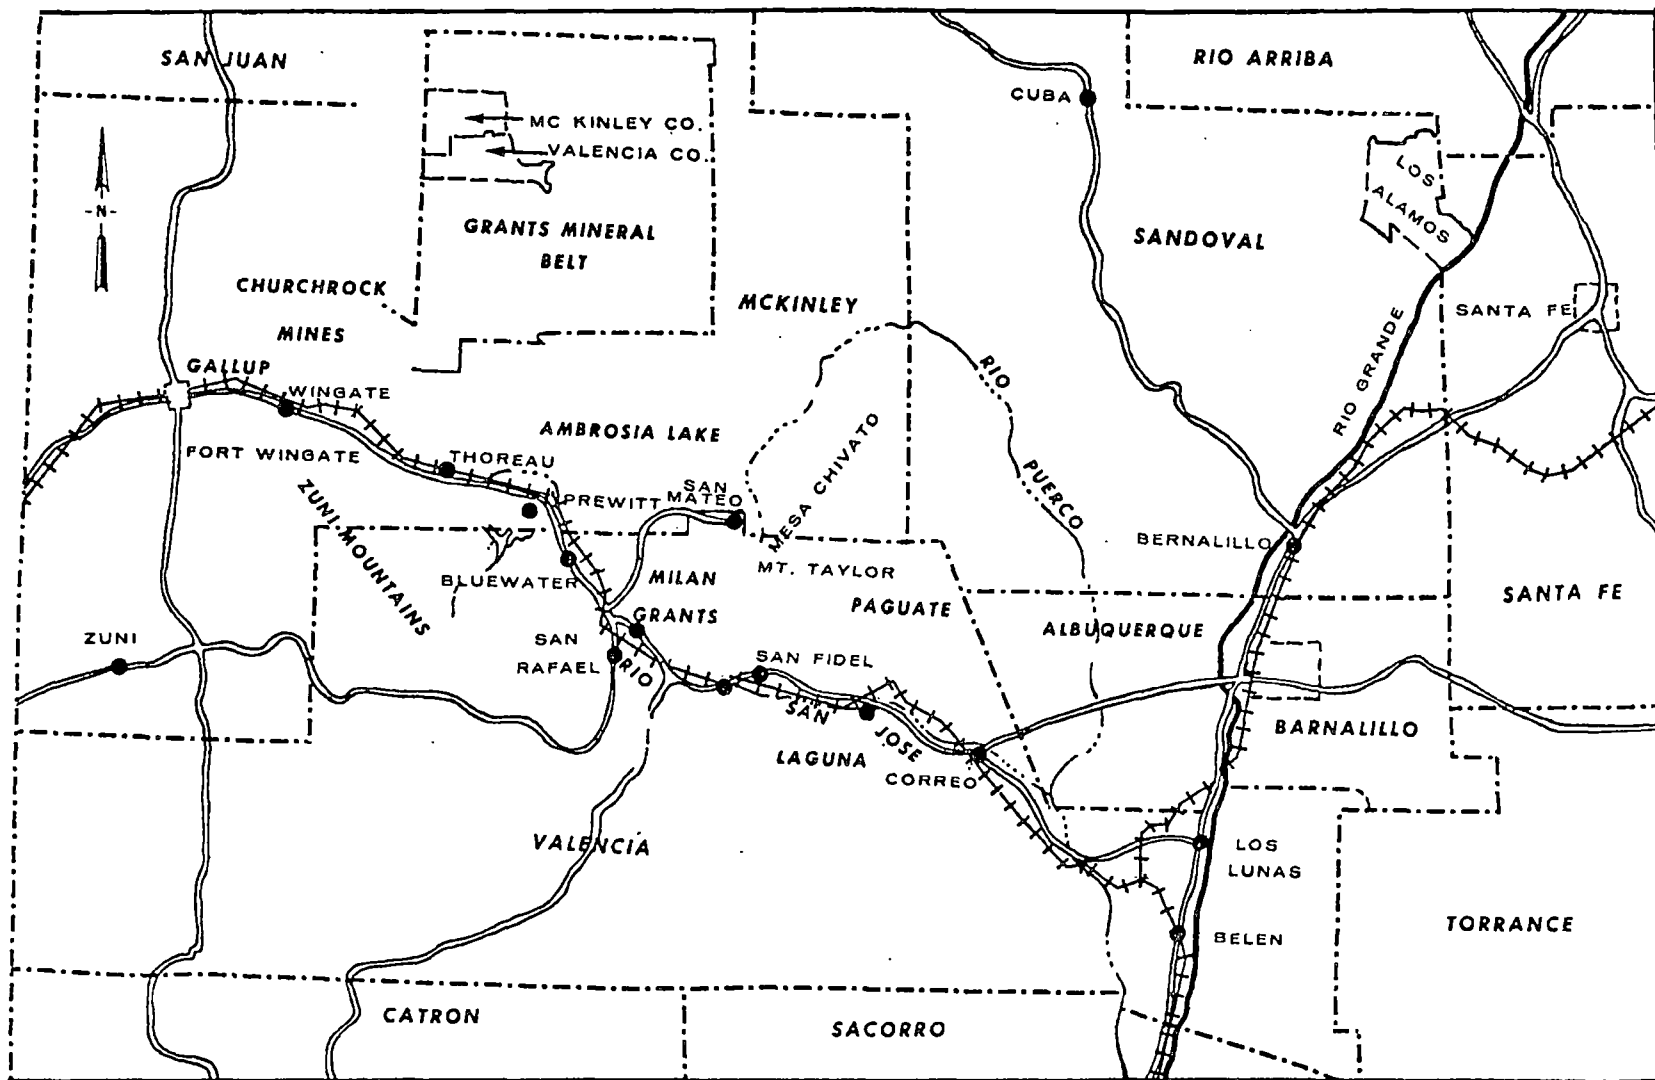 SAN JUAN
RIO ARRIBA
CUBA
MC KINLEY CO.
VALENCIA CO.
-N-
LOS
ALAMOS
GRANTS MINERAL
BELT
SANDOVAL
CHURCHROCK
MINES
MCKINLEY
SANTA FE
RIO GRANDE
GALLUP
WINGATE
RIO
PUERCO
AMBROSIA LAKE
MESA CHIVATO
FORT WINGATE
THOREAU
ZUNI MOUNTAINS
PREWITT
SAN
MATEO
BERNALILLO
BLUEWATER
MILAN
MT. TAYLOR
PAGUATE
SANTA FE
GRANTS
ALBUQUERQUE
ZUNI
SAN
RAFAEL
RIO
SAN FIDEL
SAN
JOSE
LAGUNA
CORREO
BARNALILLO
VALENCIA
LOS
LUNAS
BELEN
TORRANCE
CATRON
SACORRO